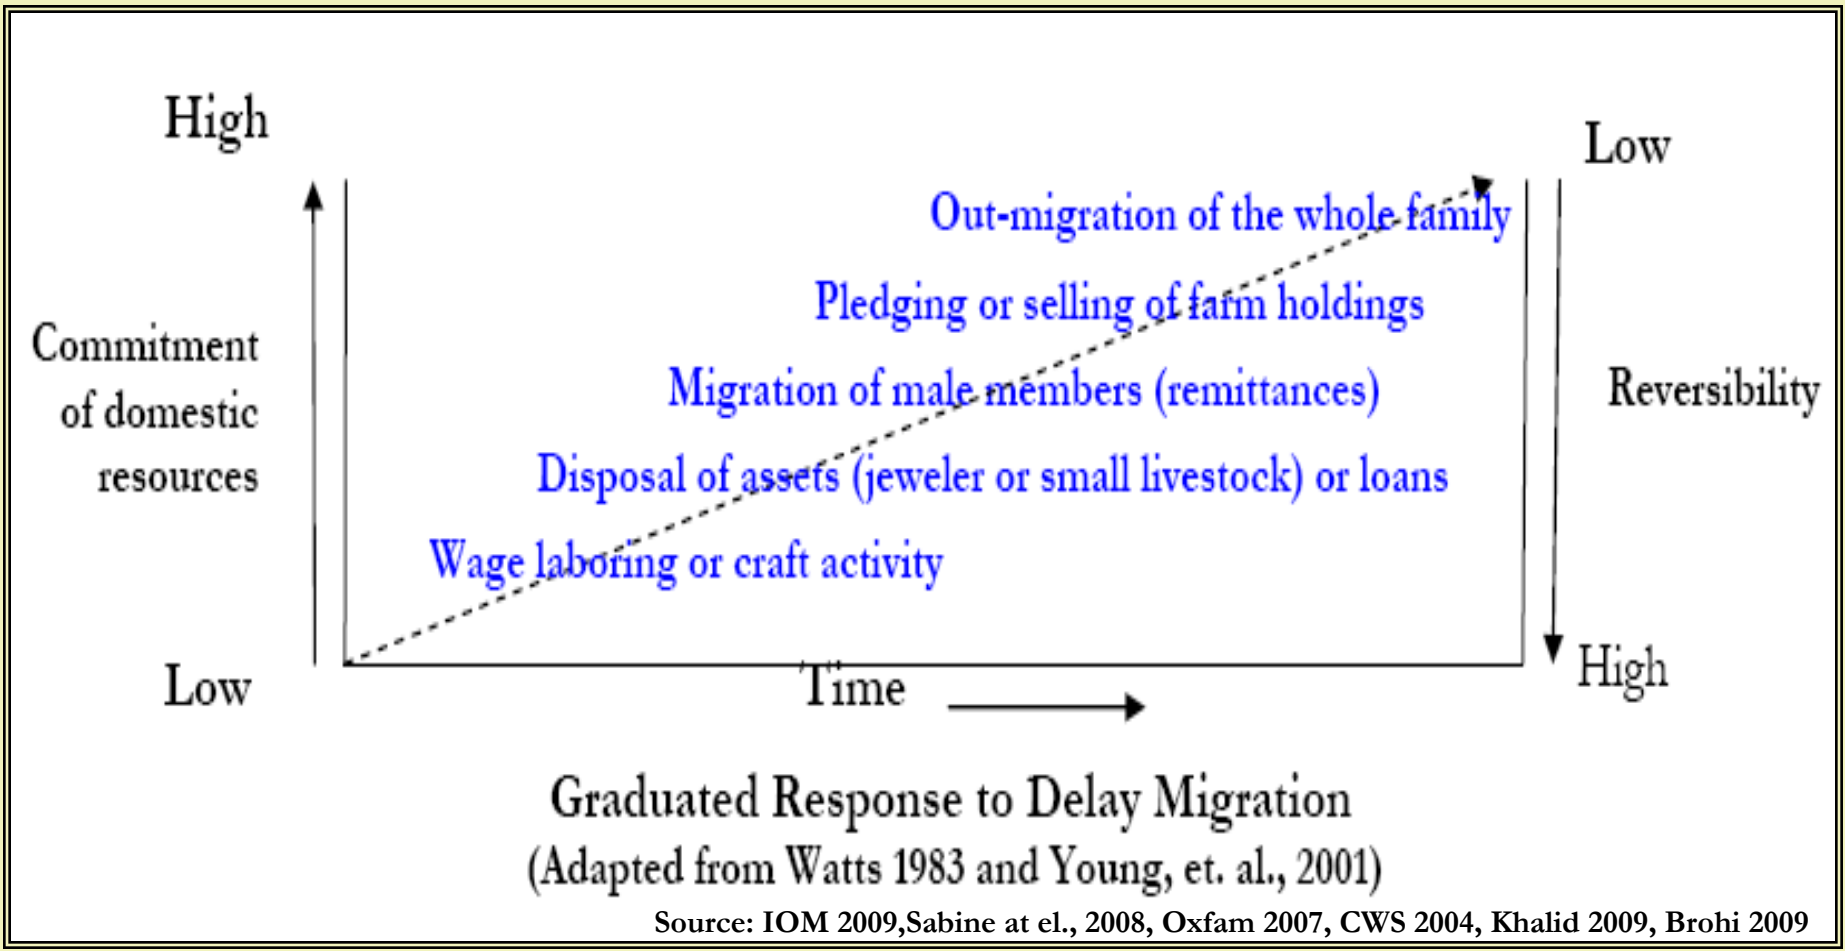 High
Low
Out-migration of the whole family
Pledging or selling of farm holdings
Commitment
of domestic
resources
Migration of male members (remittances)
Reversibility
Disposal of assets (jeweler or small livestock) or loans
Wage laboring or craft activity
Low
High
Time
Graduated Response to Delay Migration
(Adapted from Watts 1983 and Young, et. al., 2001)
Source: IOM 2009,Sabine at el., 2008, Oxfam 2007, CWS 2004, Khalid 2009, Brohi 2009